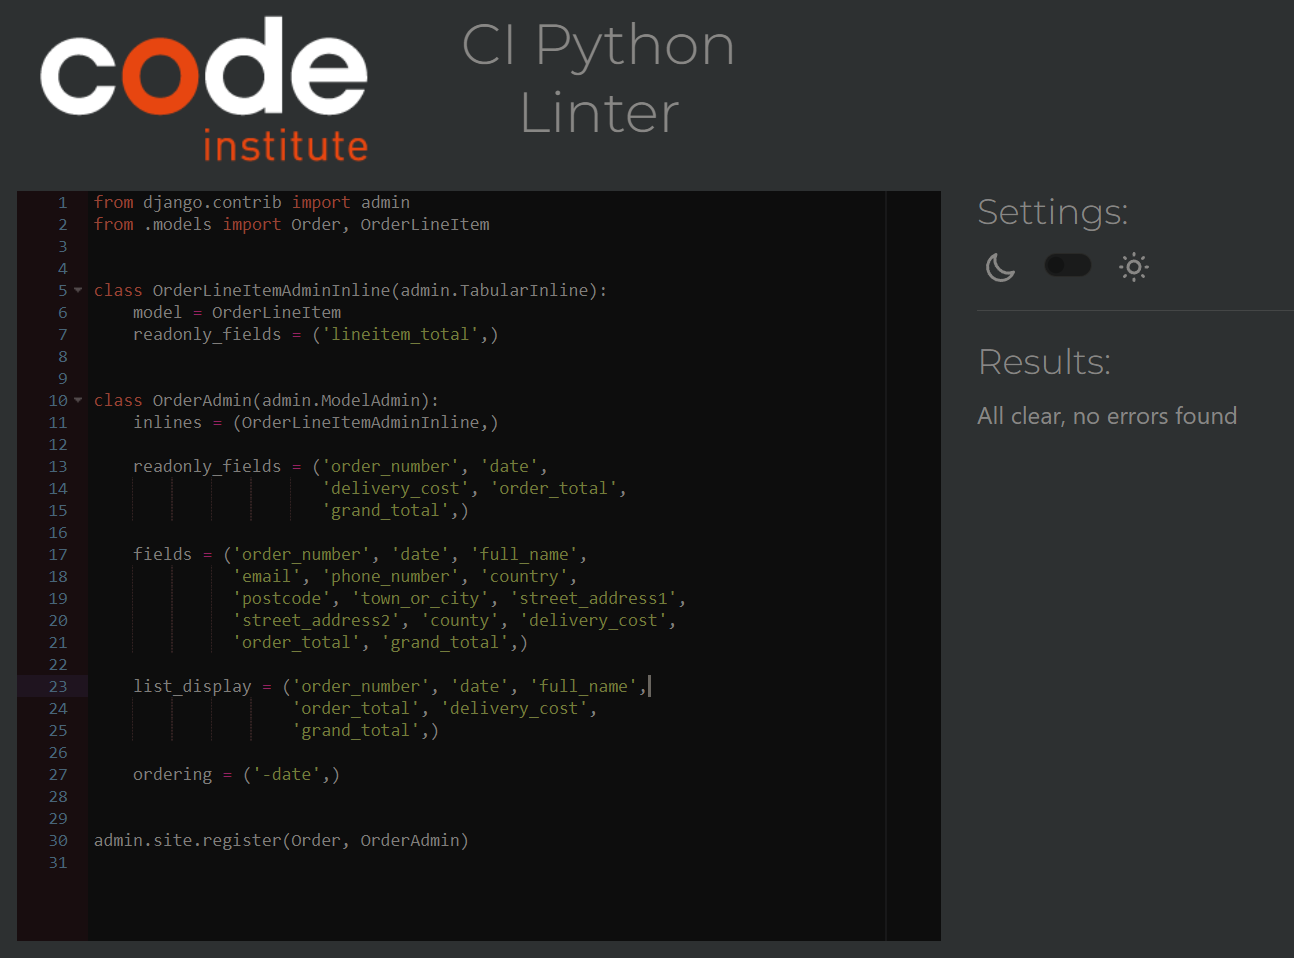 code
institute
CI Python
Linter
1 from django.contrib import admin
2 from .models import Order, OrderLineItem
3
4
5 class OrderLineItemAdminInline(admin.TabularInline):
6     model = OrderLineItem
7     readonly_fields = ('lineitem_total',)
8
9
10 class OrderAdmin(admin.ModelAdmin):
11     inlines = (OrderLineItemAdminInline,)
12
13     readonly_fields = ('order_number', 'date',
14                        'delivery_cost', 'order_total',
15                        'grand_total',)
16
17     fields = ('order_number', 'date', 'full_name',
18               'email', 'phone_number', 'country',
19               'postcode', 'town_or_city', 'street_address1',
20               'street_address2', 'county', 'delivery_cost',
21               'order_total', 'grand_total',)
22
23     list_display = ('order_number', 'date', 'full_name',
24                     'order_total', 'delivery_cost',
25                     'grand_total',)
26
27     ordering = ('-date',)
28
29
30 admin.site.register(Order, OrderAdmin)
31
Settings:
Results:
All clear, no errors found